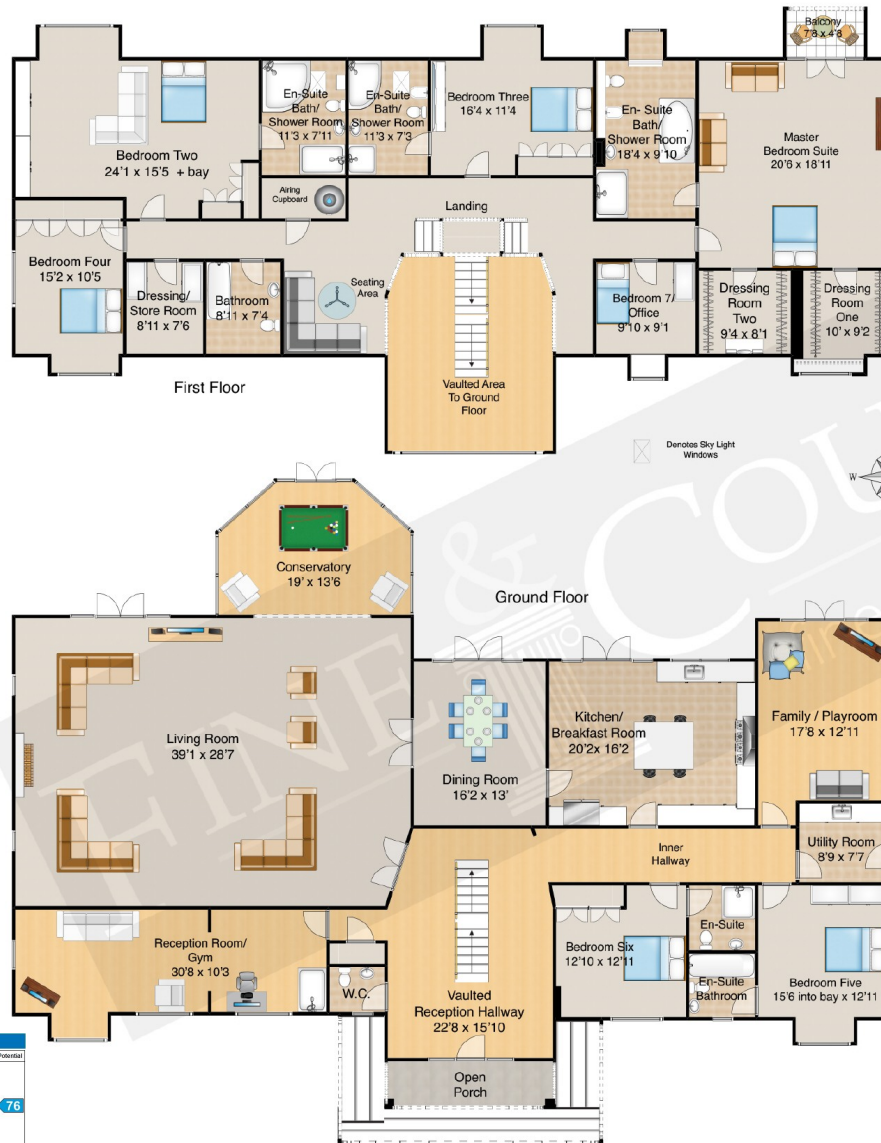 Balcony
7'8 x 4'8
En-Suite
Bath/
Shower Room
11'3 x 7'11
En-Suite
Bath/
Shower Room
11'3 x 7'3
Bedroom Three
16'4 x 11'4
En- Suite
Bath/
Shower Room
18'4 x 9'10
Master
Bedroom Suite
20'6 x 18'11
Bedroom Two
24'1 x 15'5 + bay
Airing
Cupboard
Landing
Bedroom Four
15'2 x 10'5
Dressing/
Store Room
8'11 x 7'6
Bathroom
8'11 x 7'4
Seating
Area
Bedroom 7/
Office
9'10 x 9'1
Dressing
Room
Two
9'4 x 8'1
Dressing
Room
One
10' x 9'2
First Floor
Vaulted Area
To Ground
Floor
Denotes Sky Light
Windows
W
Conservatory
19' x 13'6
Ground Floor
FINE & COU
Living Room
39'1 x 28'7
Dining Room
16'2 x 13'
Kitchen/
Breakfast Room
20'2x 16'2
Family / Playroom
17'8 x 12'11
Inner
Hallway
Utility Room
8'9 x 7'7
Reception Room/
Gym
30'8 x 10'3
W.C.
Vaulted
Reception Hallway
22'8 x 15'10
Bedroom Six
12'10 x 12'11
En-Suite
En-Suite
Bathroom
Bedroom Five
15'6 into bay x 12'11
Open
Porch
Potential
76